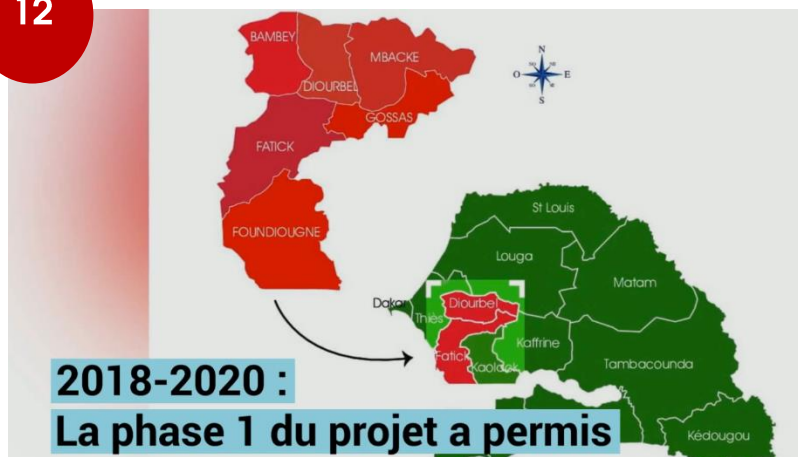 12
BAMBEY
MBACKE
DIOURBEL
GOSSAS
FATICK
FOUNDIOUGNE
N
O
E
S
St Louis
Louga
Matam
Dakar
Thiès
Diourbel
Kaffrine
Fatick
Kaolack
Tambacounda
Kédougou
2018-2020 :
La phase 1 du projet a permis